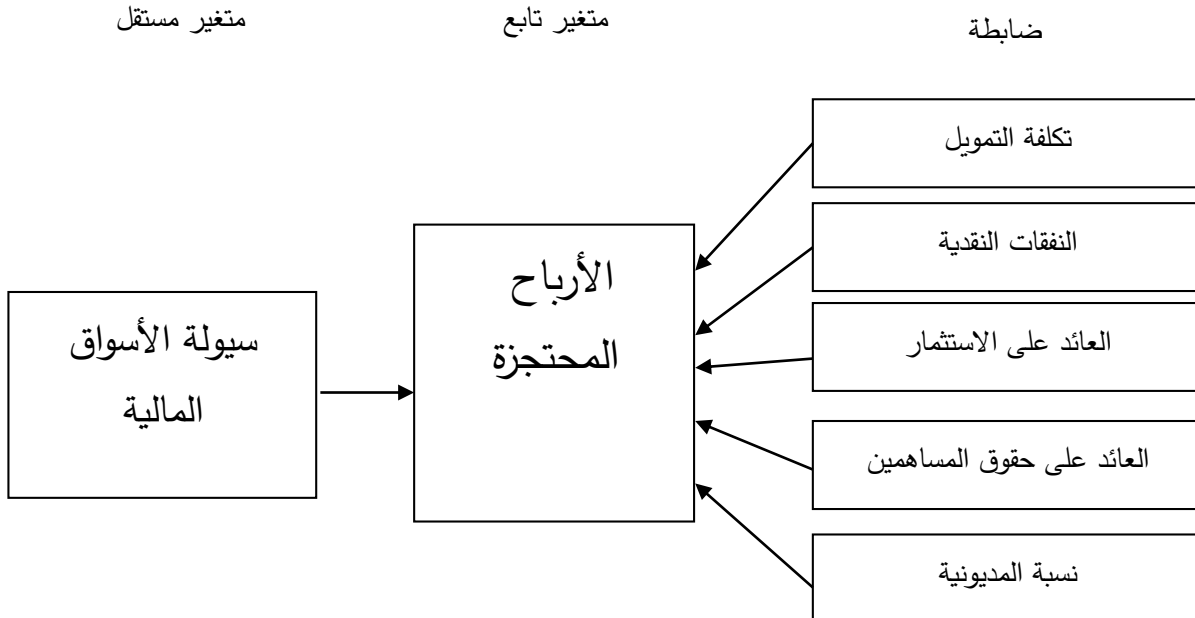 ضابطة
متغير تابع
متغير مستقل
تكلفة التمويل
النفقات النقدية
العائد على الاستثمار
العائد على حقوق المساهمين
نسبة المديونية
الأرباح
المحتجزة
سيولة الأسواق
المالية